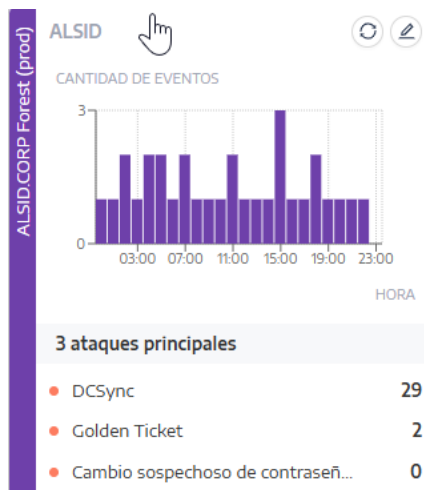 ALSID.CORP Forest (prod)
ALSID
CANTIDAD DE EVENTOS
3
0
03:00 07:00 11:00 15:00 19:00 23:00
HORA
3 ataques principales
DCSync 29
Golden Ticket 2
Cambio sospechoso de contraseñ... 0